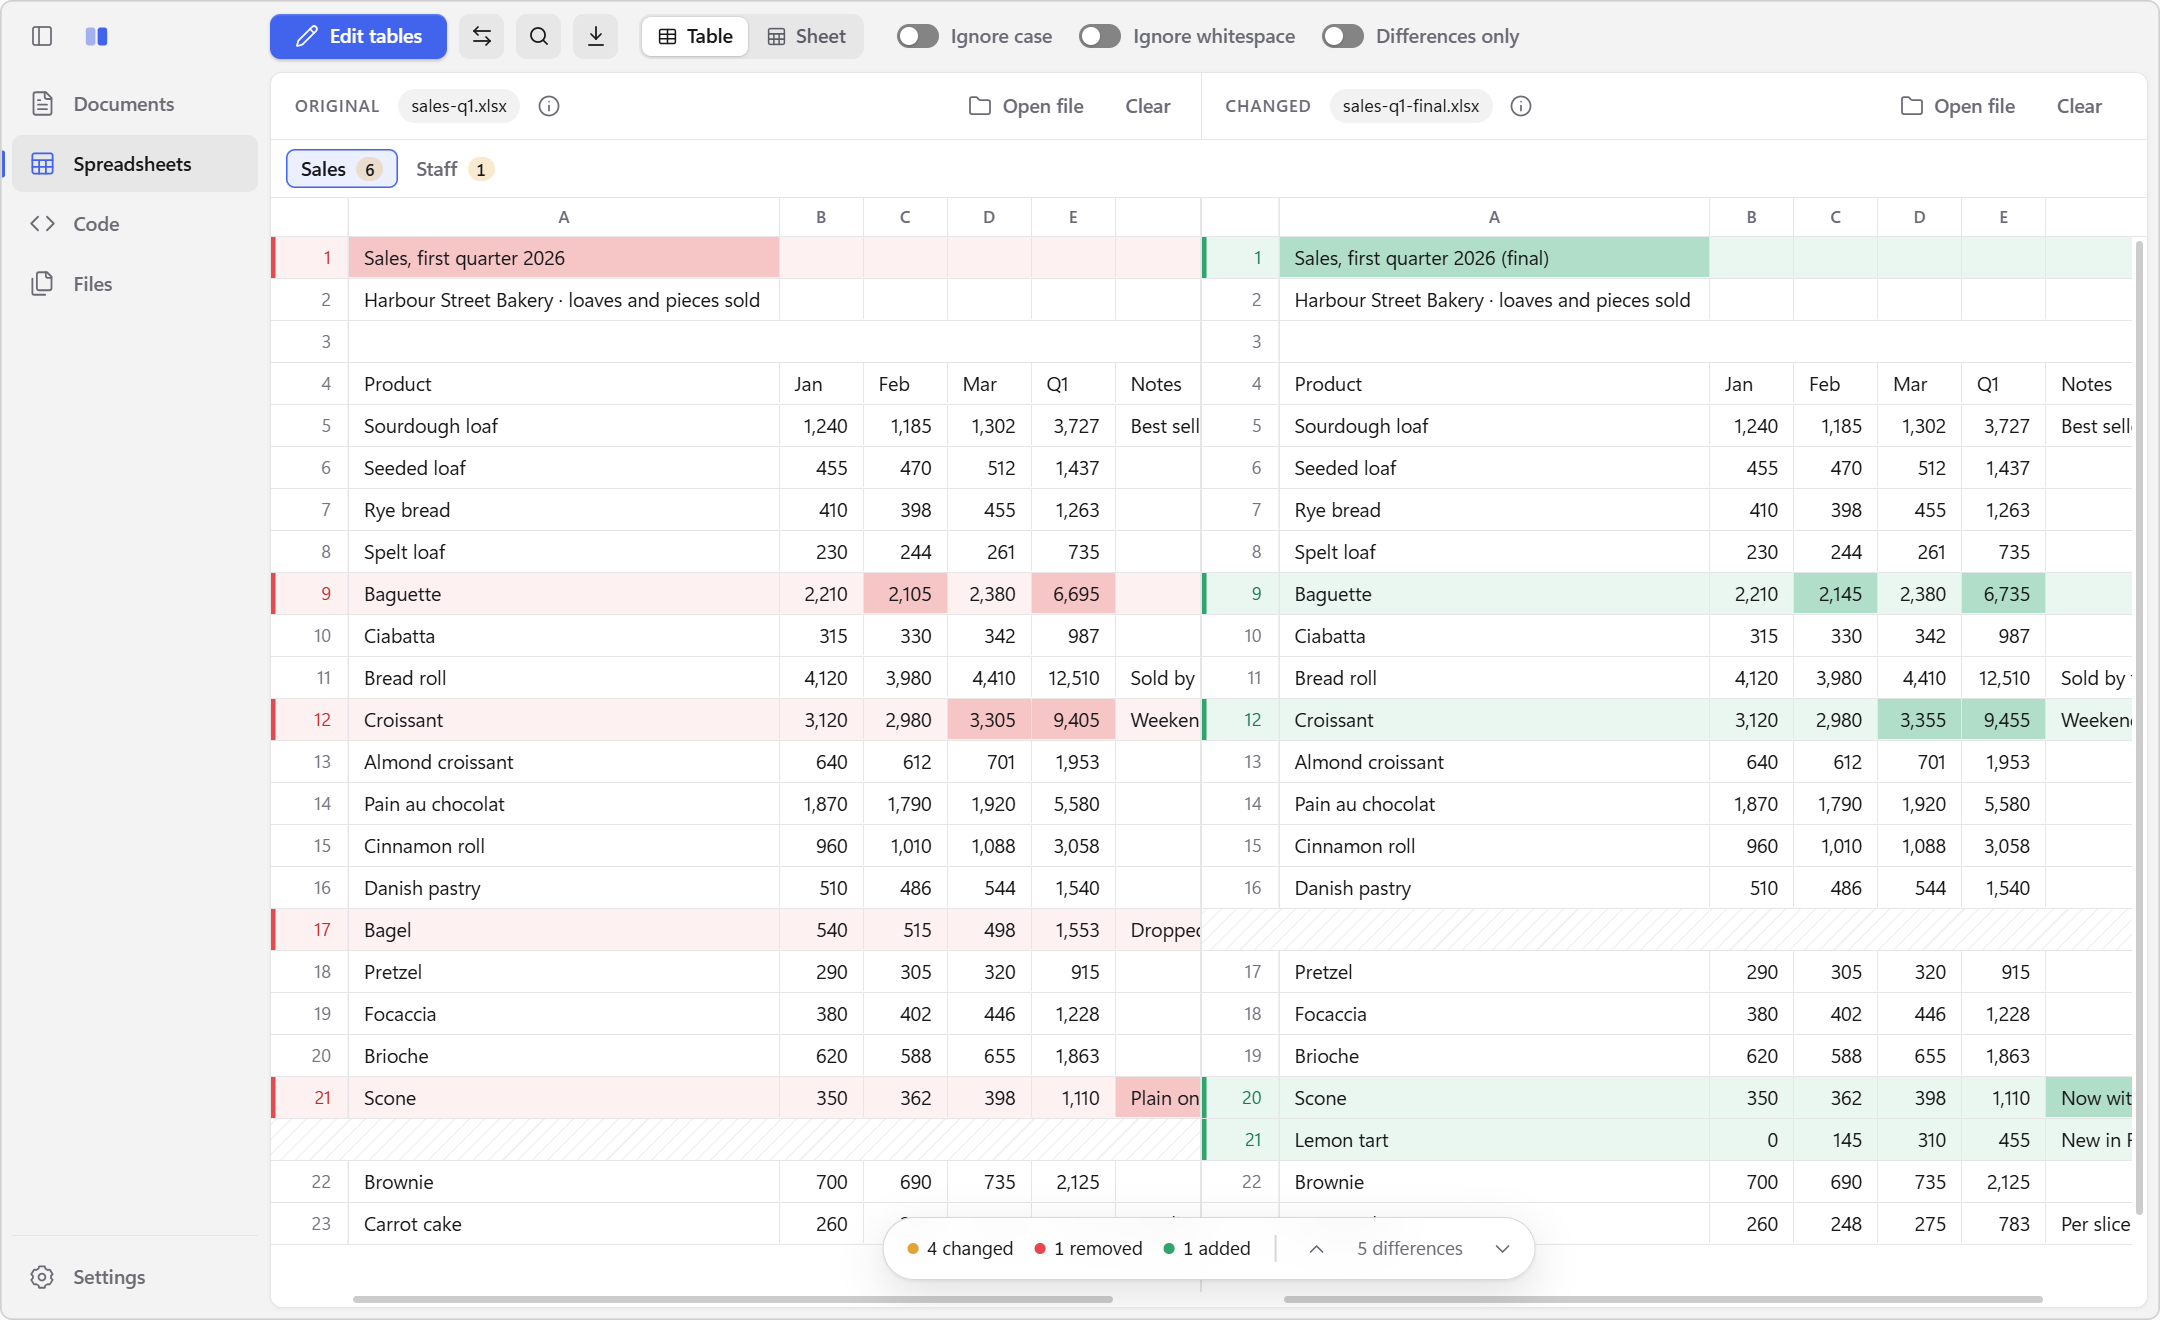 Edit tables
Table
Sheet
Ignore case
Ignore whitespace
Differences only
Documents
Spreadsheets
Code
Files
Settings
ORIGINAL sales-q1.xlsx Open file Clear
CHANGED sales-q1-final.xlsx Open file Clear
Sales 6 Staff 1
A B C D E
1 Sales, first quarter 2026
2 Harbour Street Bakery · loaves and pieces sold
3
4 Product Jan Feb Mar Q1 Notes
5 Sourdough loaf 1,240 1,185 1,302 3,727 Best sell
6 Seeded loaf 455 470 512 1,437
7 Rye bread 410 398 455 1,263
8 Spelt loaf 230 244 261 735
9 Baguette 2,210 2,105 2,380 6,695
10 Ciabatta 315 330 342 987
11 Bread roll 4,120 3,980 4,410 12,510 Sold by
12 Croissant 3,120 2,980 3,305 9,405 Weeken
13 Almond croissant 640 612 701 1,953
14 Pain au chocolat 1,870 1,790 1,920 5,580
15 Cinnamon roll 960 1,010 1,088 3,058
16 Danish pastry 510 486 544 1,540
17 Bagel 540 515 498 1,553 Dropped
18 Pretzel 290 305 320 915
19 Focaccia 380 402 446 1,228
20 Brioche 620 588 655 1,863
21 Scone 350 362 398 1,110 Plain on
22 Brownie 700 690 735 2,125
23 Carrot cake 260
A B C D E
1 Sales, first quarter 2026 (final)
2 Harbour Street Bakery · loaves and pieces sold
3
4 Product Jan Feb Mar Q1 Notes
5 Sourdough loaf 1,240 1,185 1,302 3,727 Best sell
6 Seeded loaf 455 470 512 1,437
7 Rye bread 410 398 455 1,263
8 Spelt loaf 230 244 261 735
9 Baguette 2,210 2,145 2,380 6,735
10 Ciabatta 315 330 342 987
11 Bread roll 4,120 3,980 4,410 12,510 Sold by
12 Croissant 3,120 2,980 3,355 9,455 Weeken
13 Almond croissant 640 612 701 1,953
14 Pain au chocolat 1,870 1,790 1,920 5,580
15 Cinnamon roll 960 1,010 1,088 3,058
16 Danish pastry 510 486 544 1,540
17 Pretzel 290 305 320 915
18 Focaccia 380 402 446 1,228
19 Brioche 620 588 655 1,863
20 Scone 350 362 398 1,110 Now wit
21 Lemon tart 0 145 310 455 New in
22 Brownie 700 690 735 2,125
260 248 275 783 Per slice
4 changed 1 removed 1 added 5 differences